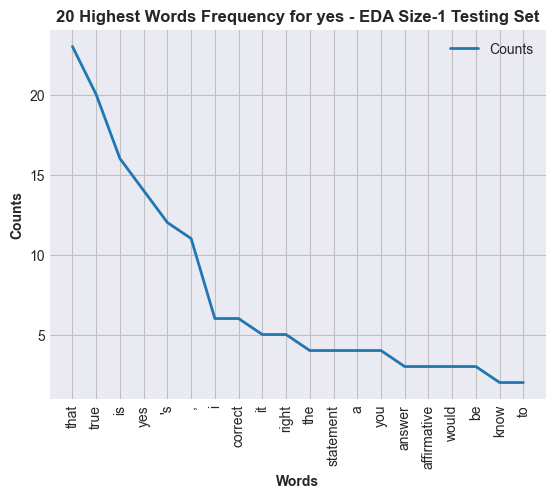 20 Highest Words Frequency for yes - EDA Size-1 Testing Set
Counts
20
15
10
5
Counts
that
true
is
yes
's
,
i
correct
it
right
the
statement
a
you
answer
affirmative
would
be
know
to
Words